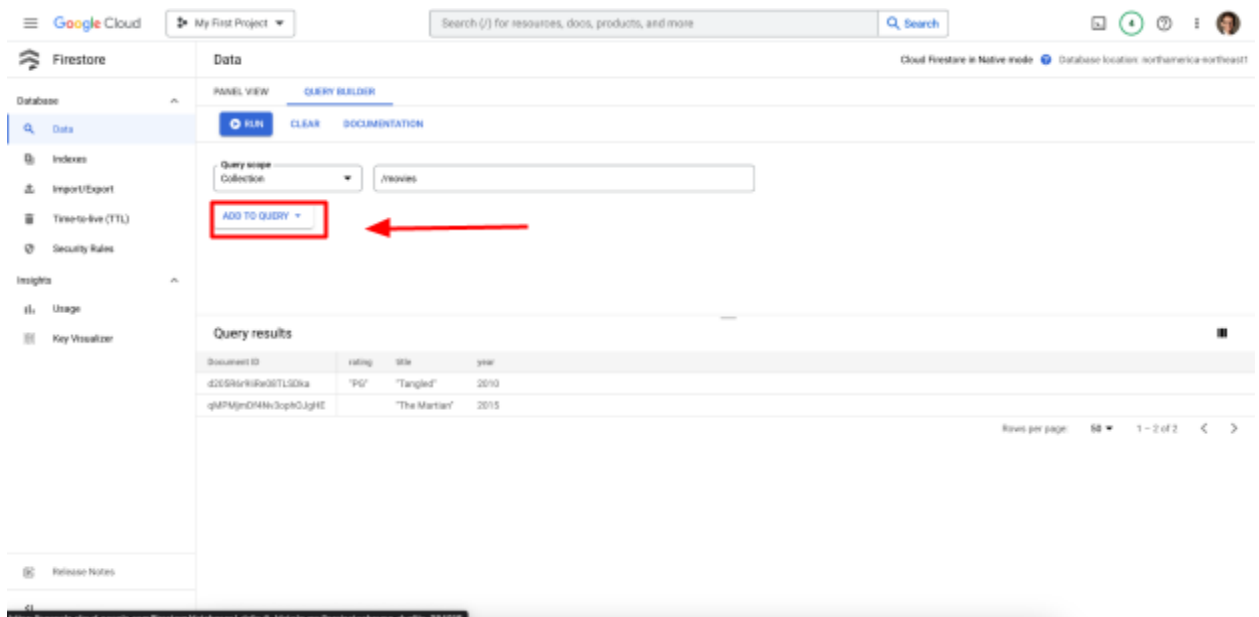 Google Cloud My First Project Search (/) for resources, docs, products, and more Search 4
Firestore Data Cloud Firestore in Native mode Database location: northamerica-northeast1
Database PANEL VIEW QUERY BUILDER
Data RUN CLEAR DOCUMENTATION
Indexes
Query scope
Collection /movies
Import/Export
ADD TO QUERY
Time-to-live (TTL)
Security Rules
Insights
Usage
Key Visualizer Query results
Document ID rating title year
"PG" "Tangled" 2010
"The Martian" 2015
Rows per page: 50 1 – 2 of 2
Release Notes